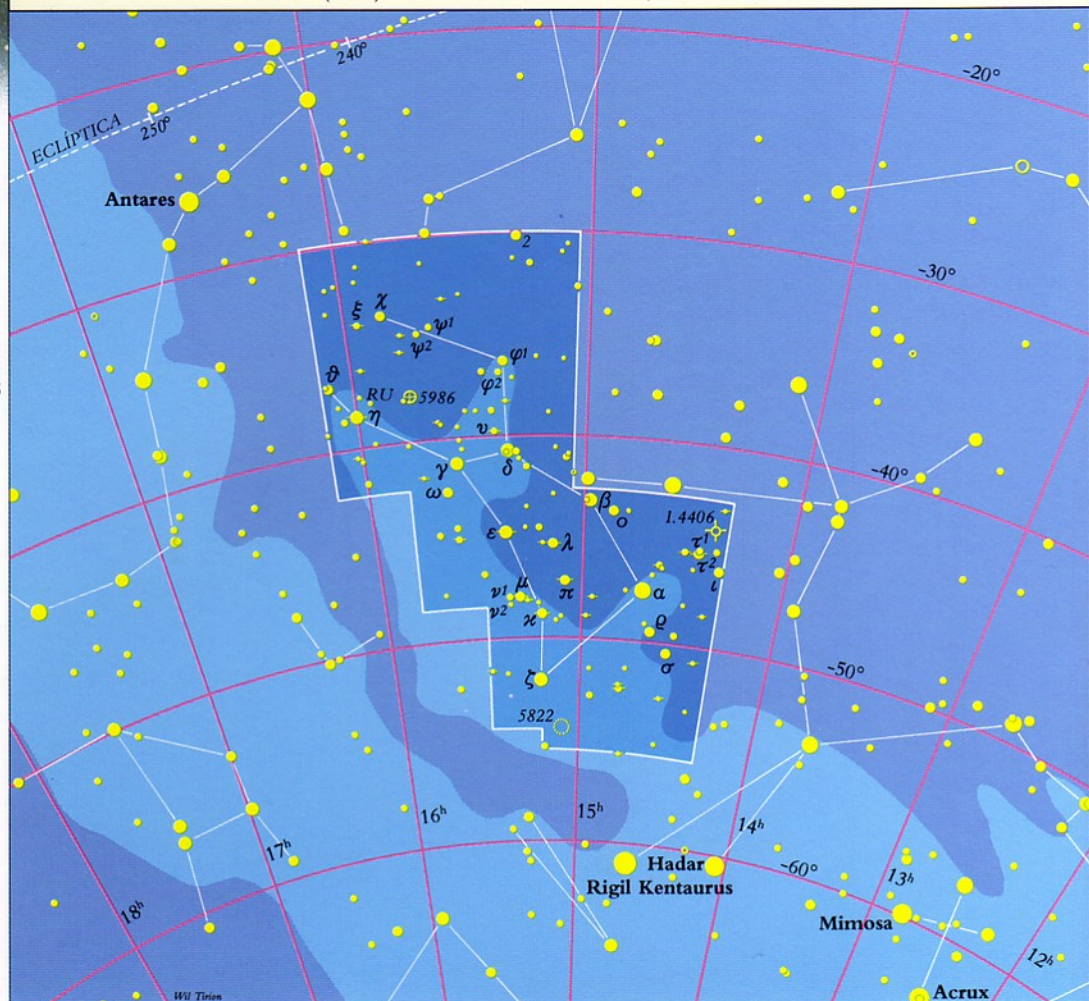 -20°
240°
250°
ECLÍPTICA
Antares
2
-30°
ξ
χ
ψ¹
ψ²
φ¹
φ²
ϑ
RU
5986
η
υ
γ
δ
-40°
ω
β
ο
I.4406
ε
λ
τ¹
τ²
ι
π
α
μ
ν¹
ν²
ϰ
ϱ
σ
-50°
ζ
5822
16ʰ
15ʰ
14ʰ
17ʰ
-60°
Hadar
Rigil Kentaurus
13ʰ
18ʰ
Mimosa
12ʰ
Acrux
Wil Tirion